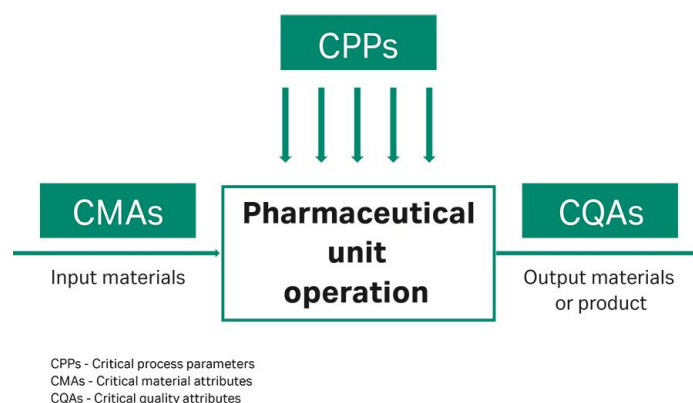 CPPs
CMAs
CQAs
Pharmaceutical
unit
operation
Input materials
Output materials
or product
CPPs - Critical process parameters
CMAs - Critical material attributes
CQAs - Critical quality attributes